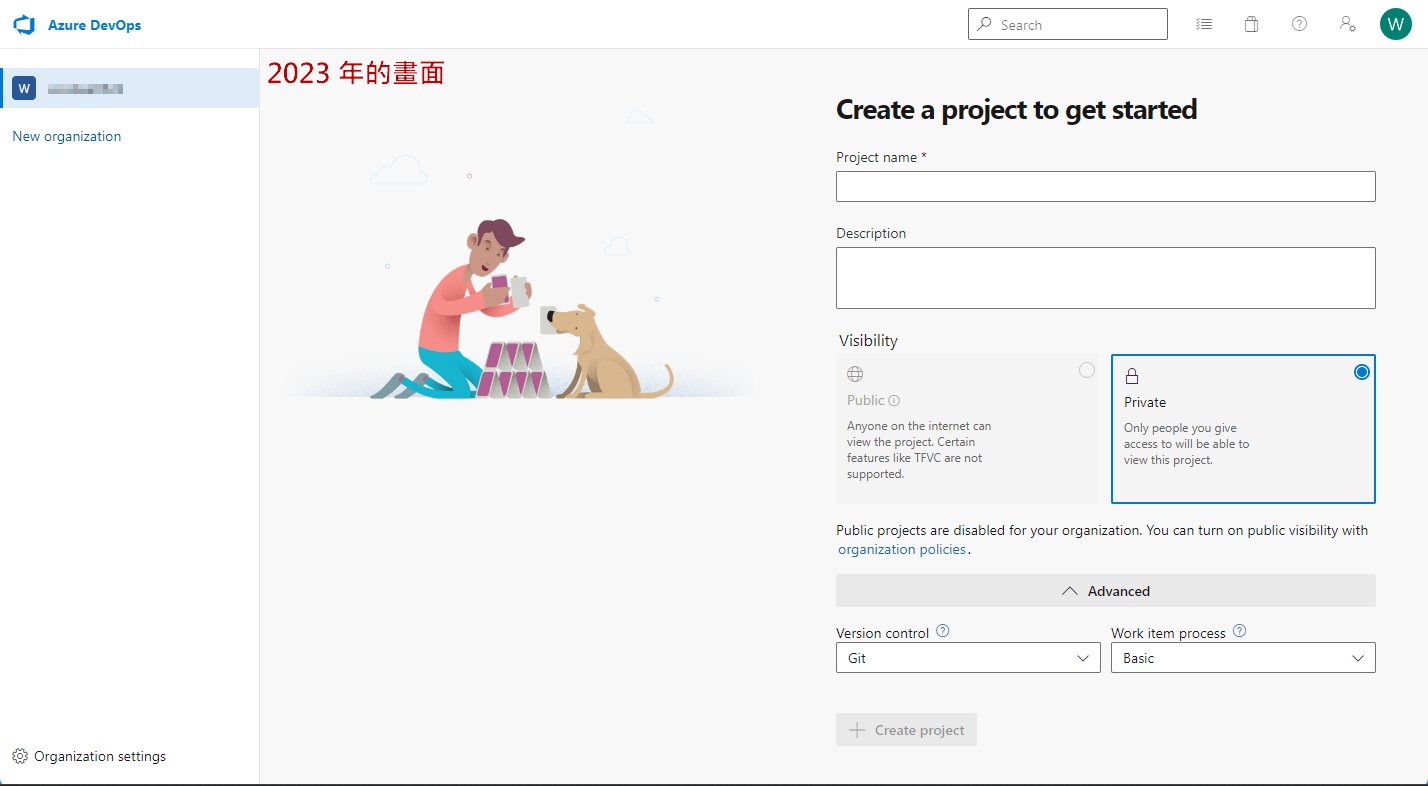 Azure DevOps
Search
W
W
New organization
2023 年的畫面
Create a project to get started
Project name *
Description
Visibility
Public
Anyone on the internet can
view the project. Certain
features like TFVC are not
supported.
Private
Only people you give
access to will be able to
view this project.
Public projects are disabled for your organization. You can turn on public visibility with
organization policies.
Advanced
Version control
Work item process
Git
Basic
Create project
Organization settings